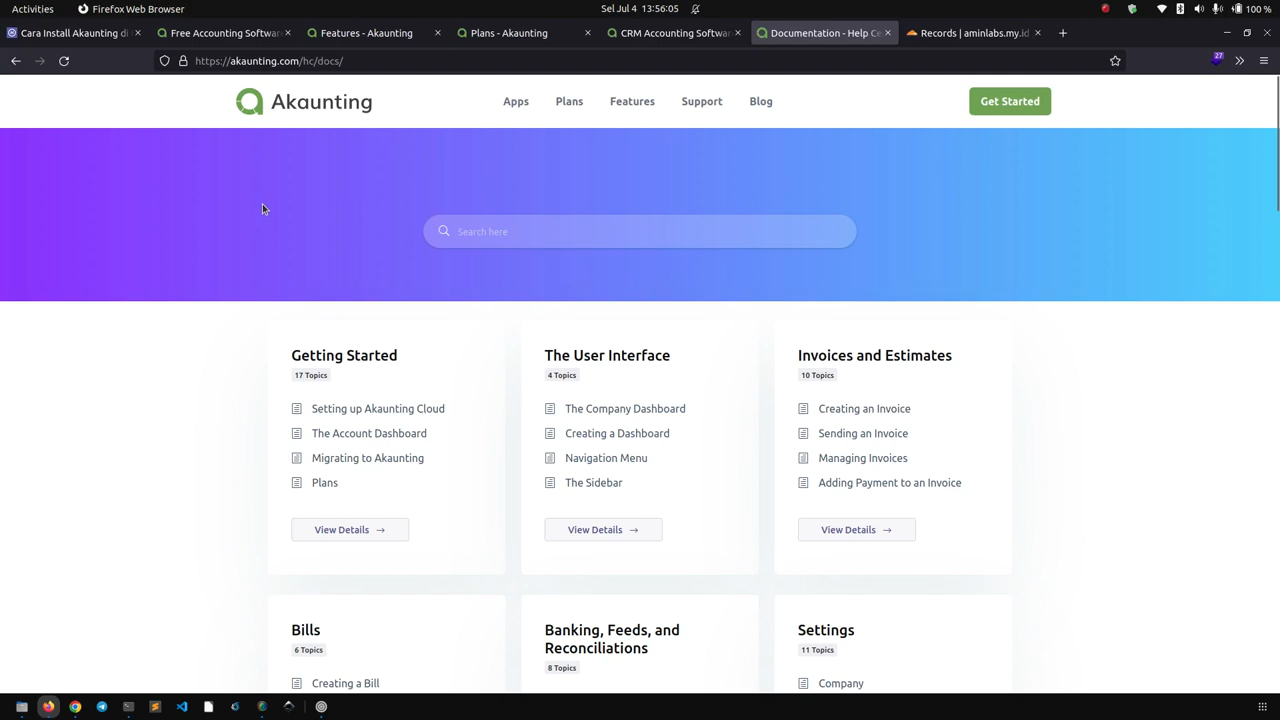 Activities
Firefox Web Browser
Sel Jul 4 13:56:05
100 %
Cara Install Akaunting di
Free Accounting Softwar
Features - Akaunting
Plans - Akaunting
CRM Accounting Softwa
Documentation - Help Ce
Records | aminlabs.my.id
https://akaunting.com/hc/docs/
27
Akaunting
Apps
Plans
Features
Support
Blog
Get Started
Search here
Getting Started
17 Topics
Setting up Akaunting Cloud
The Account Dashboard
Migrating to Akaunting
Plans
View Details →
The User Interface
4 Topics
The Company Dashboard
Creating a Dashboard
Navigation Menu
The Sidebar
View Details →
Invoices and Estimates
10 Topics
Creating an Invoice
Sending an Invoice
Managing Invoices
Adding Payment to an Invoice
View Details →
Bills
6 Topics
Creating a Bill
Banking, Feeds, and
Reconciliations
8 Topics
Settings
11 Topics
Company